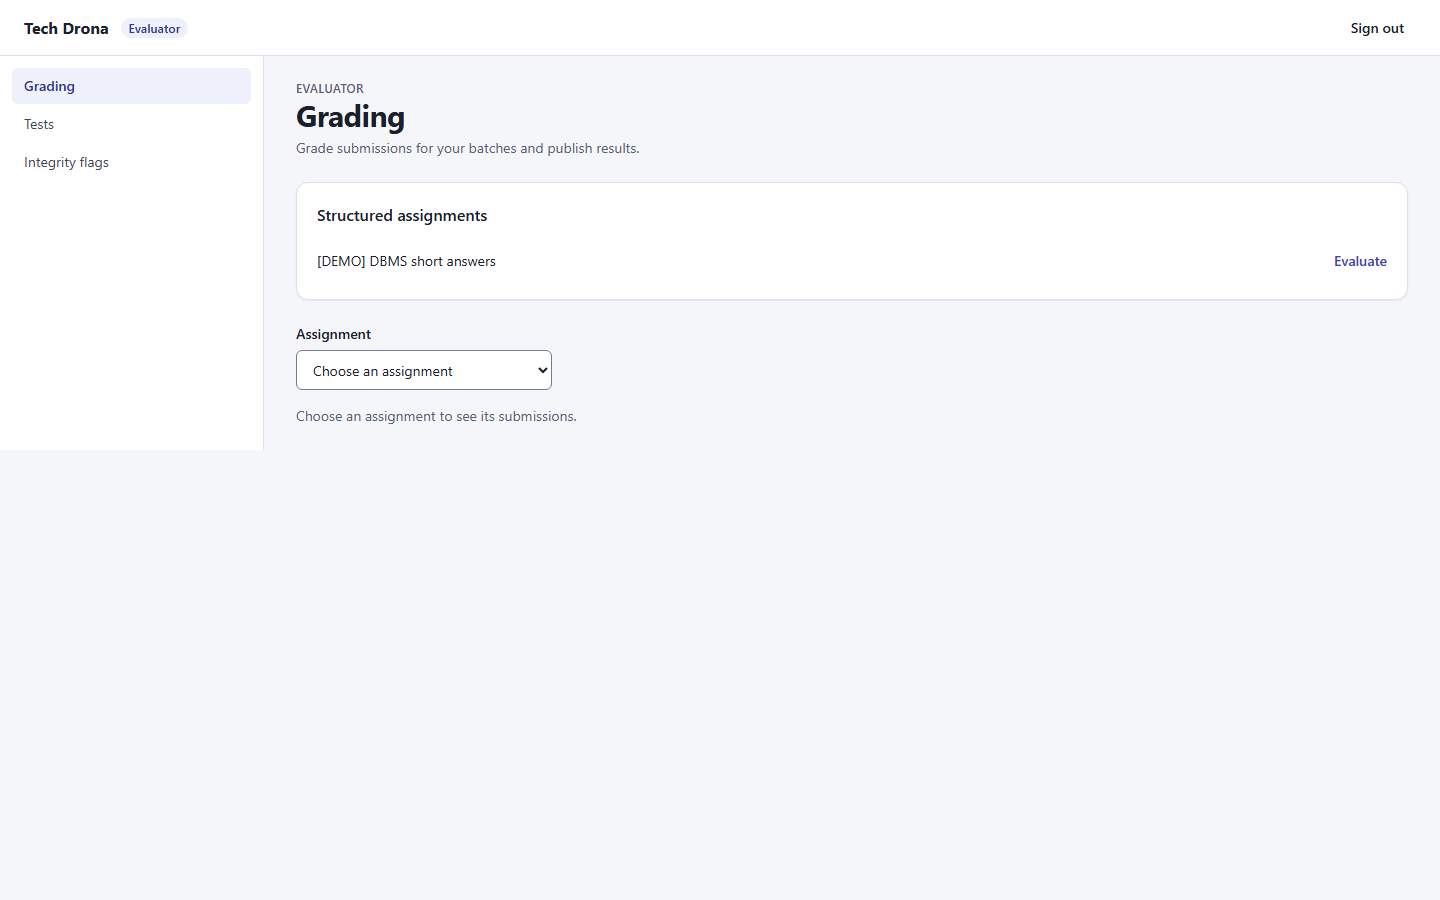 Tech Drona Evaluator Sign out
Grading
Tests
Integrity flags
EVALUATOR
Grading
Grade submissions for your batches and publish results.
Structured assignments
[DEMO] DBMS short answers Evaluate
Assignment
Choose an assignment
Choose an assignment to see its submissions.